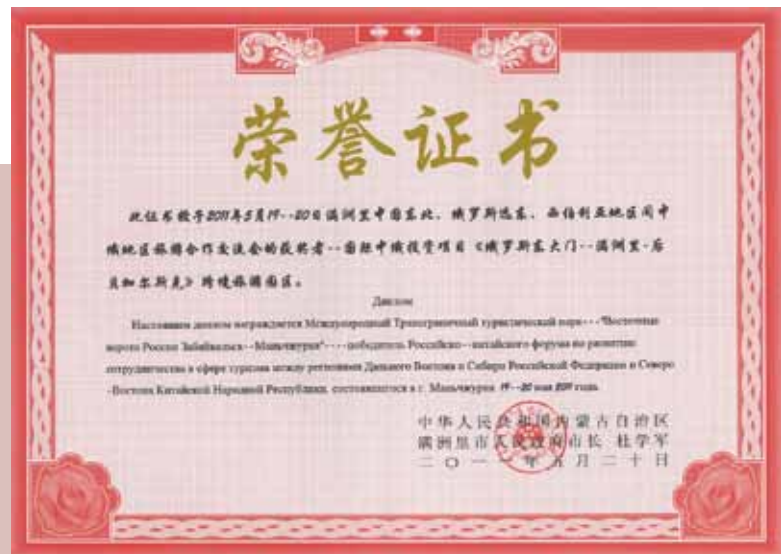 荣誉证书
此证书授予2011年5月19--20日满洲里中国东北、俄罗斯远东、西伯利亚地区间中
俄地区旅游合作交流会的获奖者--国际中俄投资项目《俄罗斯东大门--满洲里-后
贝加尔斯克》跨境旅游园区。
Диплом
Настоящим диплом награждается Международный Трансграничный туристический парк---"Восточные
ворота России Забайкальск--Маньчжурия"----победитель Российско--китайского форума по развитию
сотрудничества в сфере туризма между регионами Дальнего Востока и Сибири Российской Федерации и Северо
-Востока Китайской Народной Республики, состоявшегося в г. Маньчжурия 19--20 мая 2011 года.
中华人民共和国内蒙古自治区
满洲里市人民政府市长 杜学军
二〇一一年五月二十日